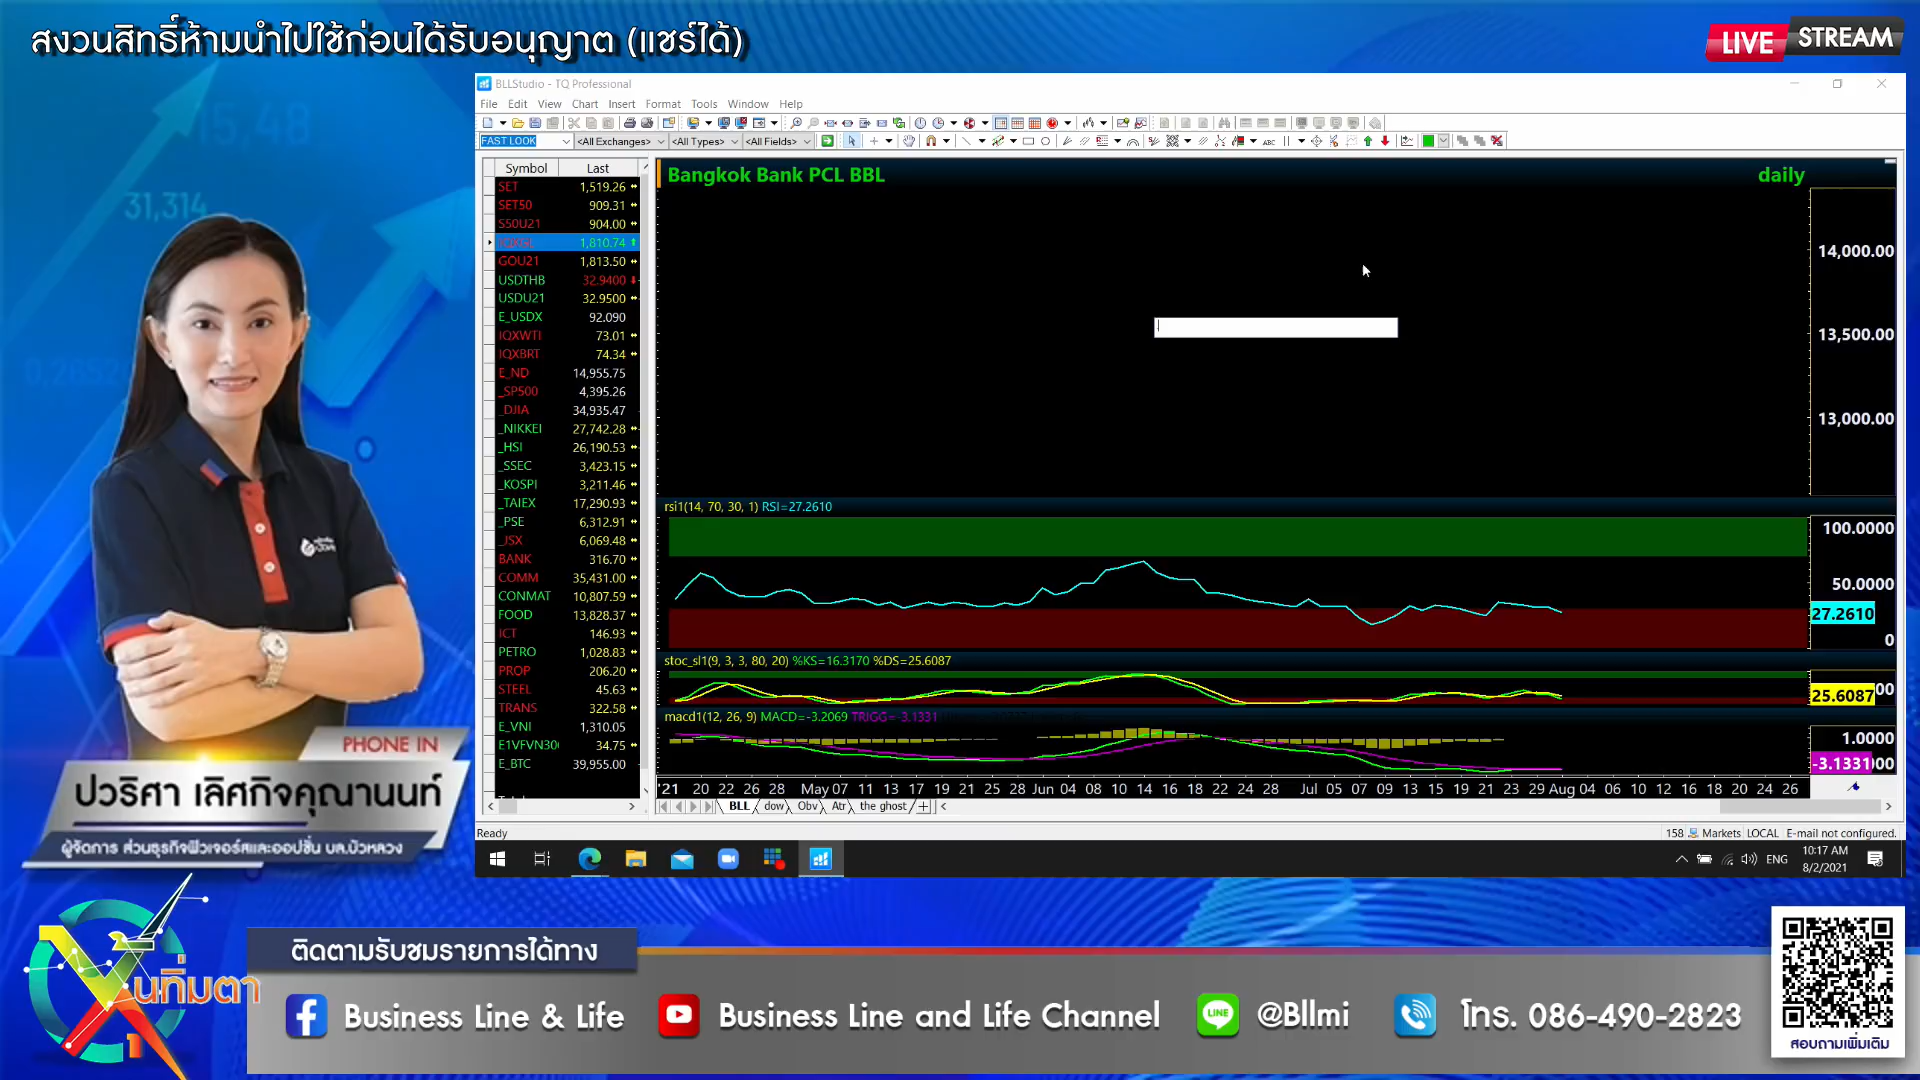 สงวนสิทธิ์ห้ามนำไปใช้ก่อนได้รับอนุญาต (แชร์ได้)
LIVE STREAM
BLLStudio - TQ Professional
File Edit View Chart Insert Format Tools Window Help
FAST LOOK <All Exchanges> <All Types> <All Fields>
Symbol Last
SET 1,519.26
SET50 909.31
S50U21 904.00
1,810.74
GOU21 1,813.50
USDTHB 32.9400
USDU21 32.9500
E_USDX 92.090
IQXWTI 73.01
IQXBRT 74.34
E_ND 14,955.75
_SP500 4,395.26
_DJIA 34,935.47
_NIKKEI 27,742.28
_HSI 26,190.53
_SSEC 3,423.15
_KOSPI 3,211.46
_TAIEX 17,290.93
_PSE 6,312.91
_JSX 6,069.48
BANK 316.70
COMM 35,431.00
CONMAT 10,807.59
FOOD 13,828.37
ICT 146.93
PETRO 1,028.83
PROP 206.20
STEEL 45.63
TRANS 322.58
E_VNI 1,310.05
E1VFVN30 34.75
E_BTC 39,955.00
Bangkok Bank PCL BBL daily
14,000.00
13,500.00
13,000.00
rsi1(14, 70, 30, 1) RSI=27.2610
100.0000
50.0000
27.2610
0
stoc_sl1(9, 3, 3, 80, 20) %KS=16.3170 %DS=25.6087
25.6087
macd1(12, 26, 9) MACD=-3.2069 TRIGG=-3.1331
1.0000
-3.1331
'21 20 22 26 28 May 07 11 13 17 19 21 25 27 Jun 04 08 10 14 16 18 22 24 28 Jul 05 07 09 13 15 19 21 23 27 29 Aug 04 06 10 12 16 18 20 24 26
BLL dow Obv Atr the ghost
Ready
158 Markets LOCAL E-mail not configured.
ENG
10:17 AM
8/2/2021
PHONE IN
ปวริศา เลิศกิจคุณานนท์
ผู้จัดการ ส่วนธุรกิจฟิวเจอร์สและออปชั่น บล.บัวหลวง
Xนทิ่มตา
ติดตามรับชมรายการได้ทาง
Business Line & Life
Business Line and Life Channel
LINE @Bllmi
โทร. 086-490-2823
สอบถามเพิ่มเติม